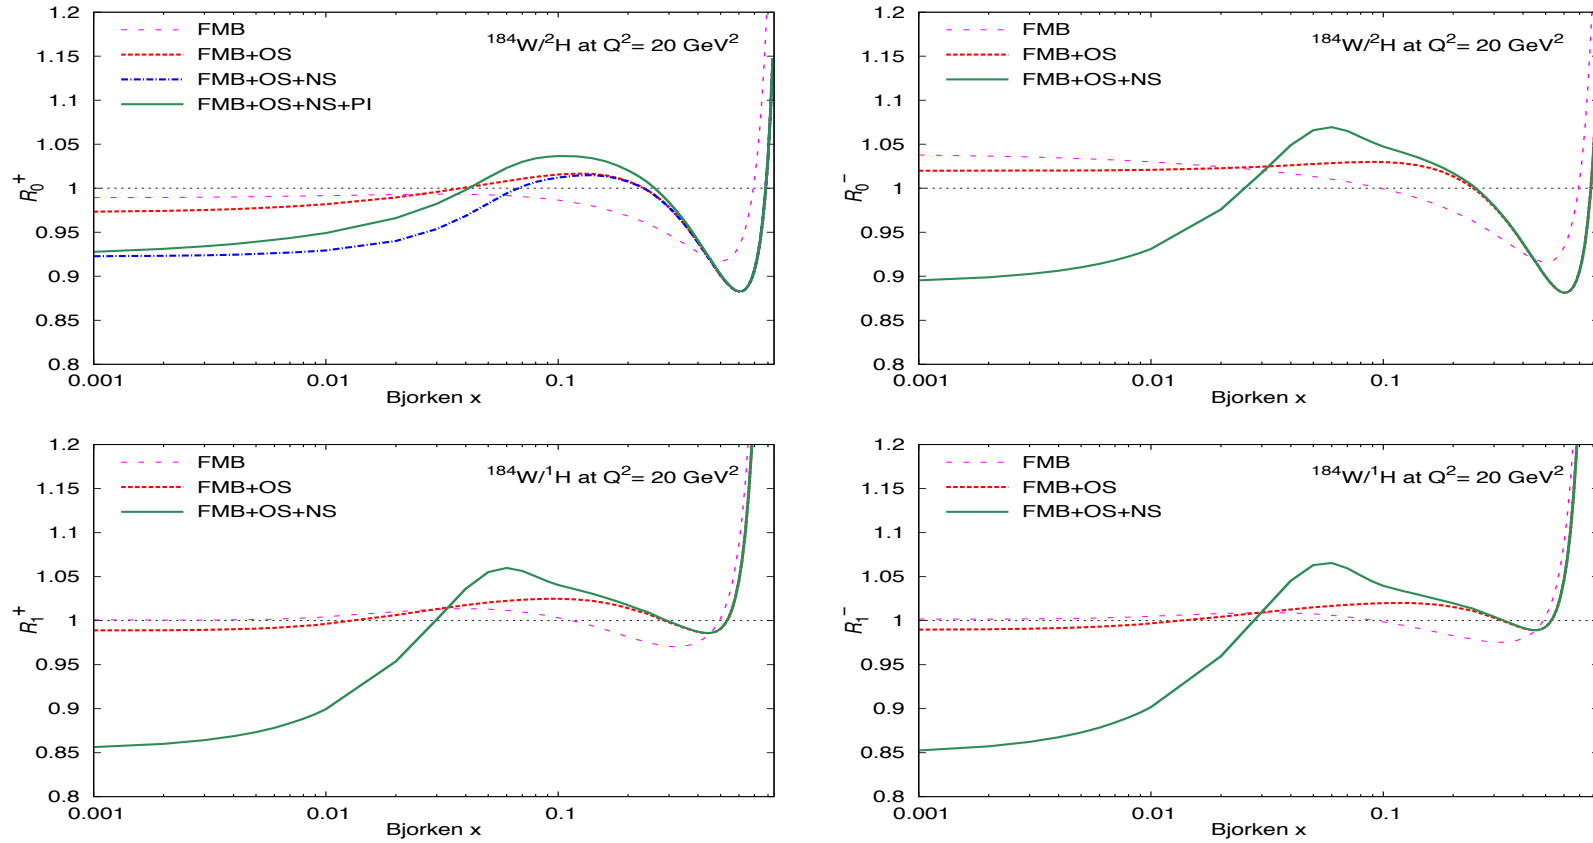 1.2
1.15
1.1
1.05
1
0.95
0.9
0.85
0.8
0.001
0.01
0.1
Bjorken x
R₀⁺
FMB
FMB+OS
FMB+OS+NS
FMB+OS+NS+PI
¹⁸⁴W/²H at Q²= 20 GeV²
1.2
1.15
1.1
1.05
1
0.95
0.9
0.85
0.8
0.001
0.01
0.1
Bjorken x
R₀⁻
FMB
FMB+OS
FMB+OS+NS
¹⁸⁴W/²H at Q²= 20 GeV²
1.2
1.15
1.1
1.05
1
0.95
0.9
0.85
0.8
0.001
0.01
0.1
Bjorken x
R₁⁺
FMB
FMB+OS
FMB+OS+NS
¹⁸⁴W/¹H at Q²= 20 GeV²
1.2
1.15
1.1
1.05
1
0.95
0.9
0.85
0.8
0.001
0.01
0.1
Bjorken x
R₁⁻
FMB
FMB+OS
FMB+OS+NS
¹⁸⁴W/¹H at Q²= 20 GeV²